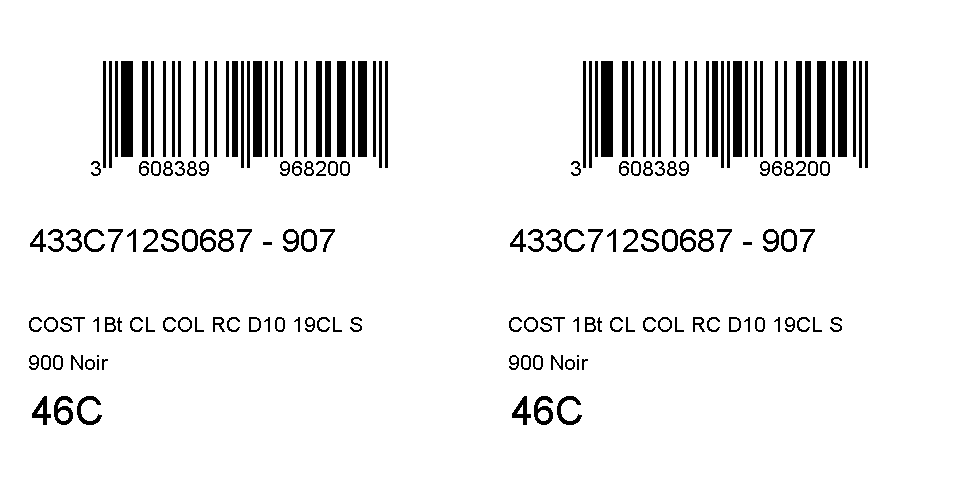 3 608389 968200
433C712S0687 - 907
COST 1Bt CL COL RC D10 19CL S
900 Noir
46C
3 608389 968200
433C712S0687 - 907
COST 1Bt CL COL RC D10 19CL S
900 Noir
46C